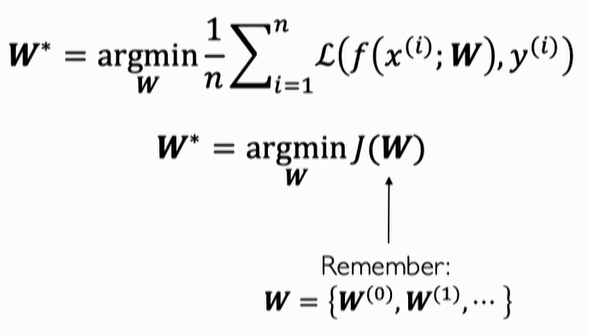 W* = argmin_W 1/n ∑_{i=1}^{n} ℒ(f(x^{(i)}; W), y^{(i)})
W* = argmin_W J(W)
Remember:
W = {W^{(0)}, W^{(1)}, ⋯}